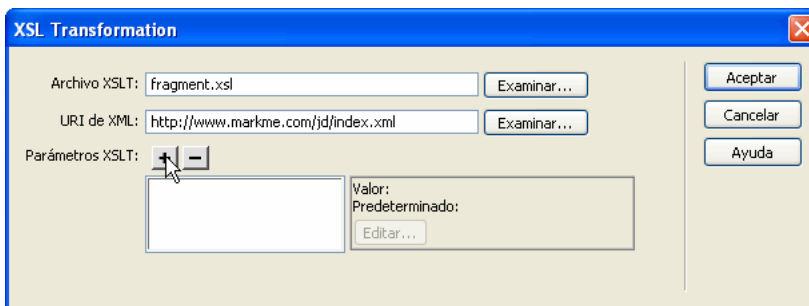 XSL Transformation
Archivo XSLT: fragment.xsl Examinar... Aceptar
URI de XML: http://www.markme.com/jd/index.xml Examinar... Cancelar
Parámetros XSLT: + − Ayuda
Valor:
Predeterminado:
Editar...